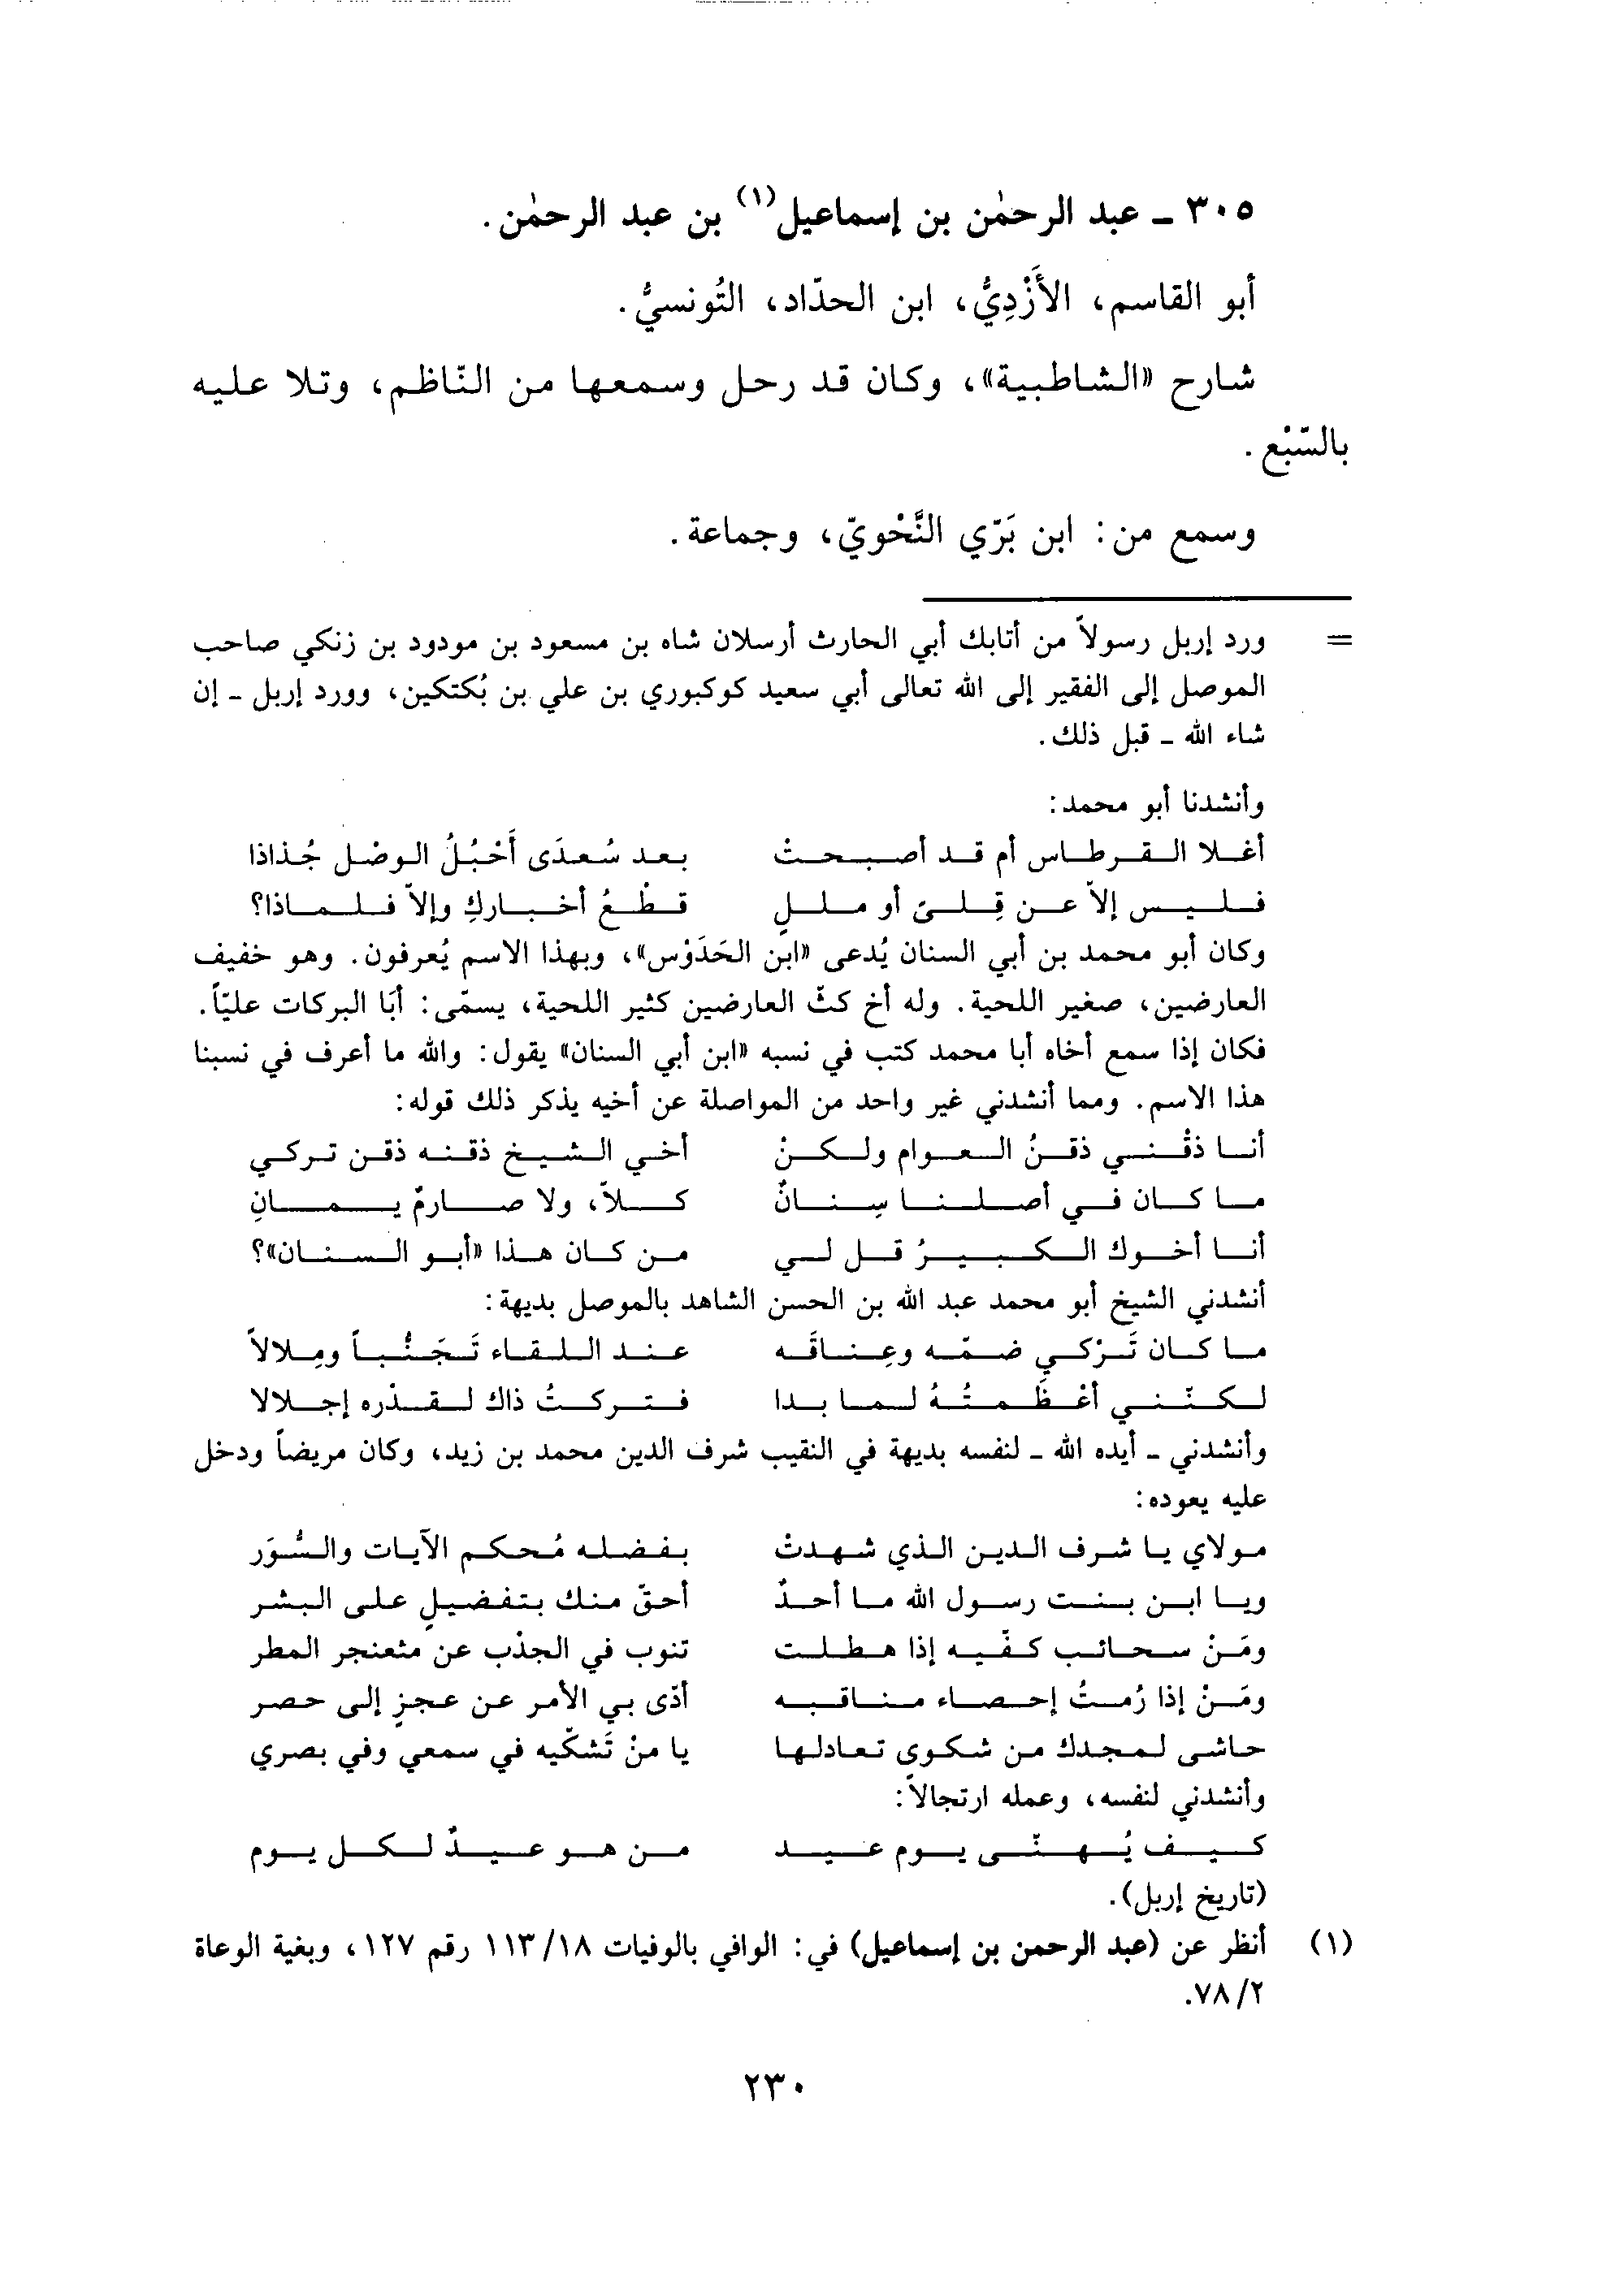 ٣٠٥ ـ عبد الرحمٰن بن إسماعيل(١) بن عبد الرحمٰن.
أبو القاسم، الأَزْدِيُّ، ابن الحدّاد، التُونسيُّ.
شارح «الشاطبية»، وكان قد رحل وسمعها من النّاظم، وتلا عليه
بالسّبْع.
وسمع من: ابن بَرّي النَّحْويّ، وجماعة.
= ورد إربل رسولاً من أتابك أبي الحارث أرسلان شاه بن مسعود بن مودود بن زنكي صاحب
الموصل إلى الفقير إلى الله تعالى أبي سعيد كوكبوري بن علي بن بُكتكين، وورد إربل ـ إن
شاء الله ـ قبل ذلك.
وأنشدنا أبو محمد:
أغلا القرطاس أم قد أصبحتْ بعد سُعدَى أَحْبُلُ الوصْل جُذاذا
فليس إلاّ عن قِلىً أو مللٍ قطْعُ أخباركِ وإلاّ فلماذا؟
وكان أبو محمد بن أبي السنان يُدعى «ابن الحَدَوْس»، وبهذا الاسم يُعرفون. وهو خفيف
العارضين، صغير اللحية. وله أخ كثّ العارضين كثير اللحية، يسمّى: أبَا البركات عليّاً.
فكان إذا سمع أخاه أبا محمد كتب في نسبه «ابن أبي السنان» يقول: والله ما أعرف في نسبنا
هذا الاسم. ومما أنشدني غير واحد من المواصلة عن أخيه يذكر ذلك قوله:
أنا ذقْني ذقنُ العوام ولكنْ أخي الشيخ ذقنه ذقن تركي
ما كان في أصلنا سِنانٌ كلاّ، ولا صارمٌ يمانِ
أنا أخوك الكبيرُ قل لي من كان هذا «أبو السنان»؟
أنشدني الشيخ أبو محمد عبد الله بن الحسن الشاهد بالموصل بديهة:
ما كان تَرْكي ضمّه وعِناقَه عند اللقاء تَجَنُّباً ومِلالاً
لكنّني أعْظَمتُهُ لما بدا فتركتُ ذاك لقدْره إجلالا
وأنشدني ـ أيده الله ـ لنفسه بديهة في النقيب شرف الدين محمد بن زيد، وكان مريضاً ودخل
عليه يعوده:
مولاي يا شرف الدين الذي شهدتْ بفضله مُحكم الآيات والسُّوَر
ويا ابن بنت رسول الله ما أحدٌ أحقّ منك بتفضيلٍ على البشر
ومَنْ سحائب كفّيه إذا هطلت تنوب في الجدْب عن مثعنجر المطر
ومَنْ إذا رُمتُ إحصاء مناقبه أدّى بي الأمر عن عجزٍ إلى حصر
حاشى لمجدك من شكوى تعادلها يا منْ تَشكّيه في سمعي وفي بصري
وأنشدني لنفسه، وعمله ارتجالاً:
كيف يُهنّى يوم عيد من هو عيدٌ لكل يوم
(تاريخ إربل).
(١) أنظر عن (عبد الرحمن بن إسماعيل) في: الوافي بالوفيات ١١٣/١٨ رقم ١٢٧، وبغية الوعاة
٧٨/٢.
٢٣٠